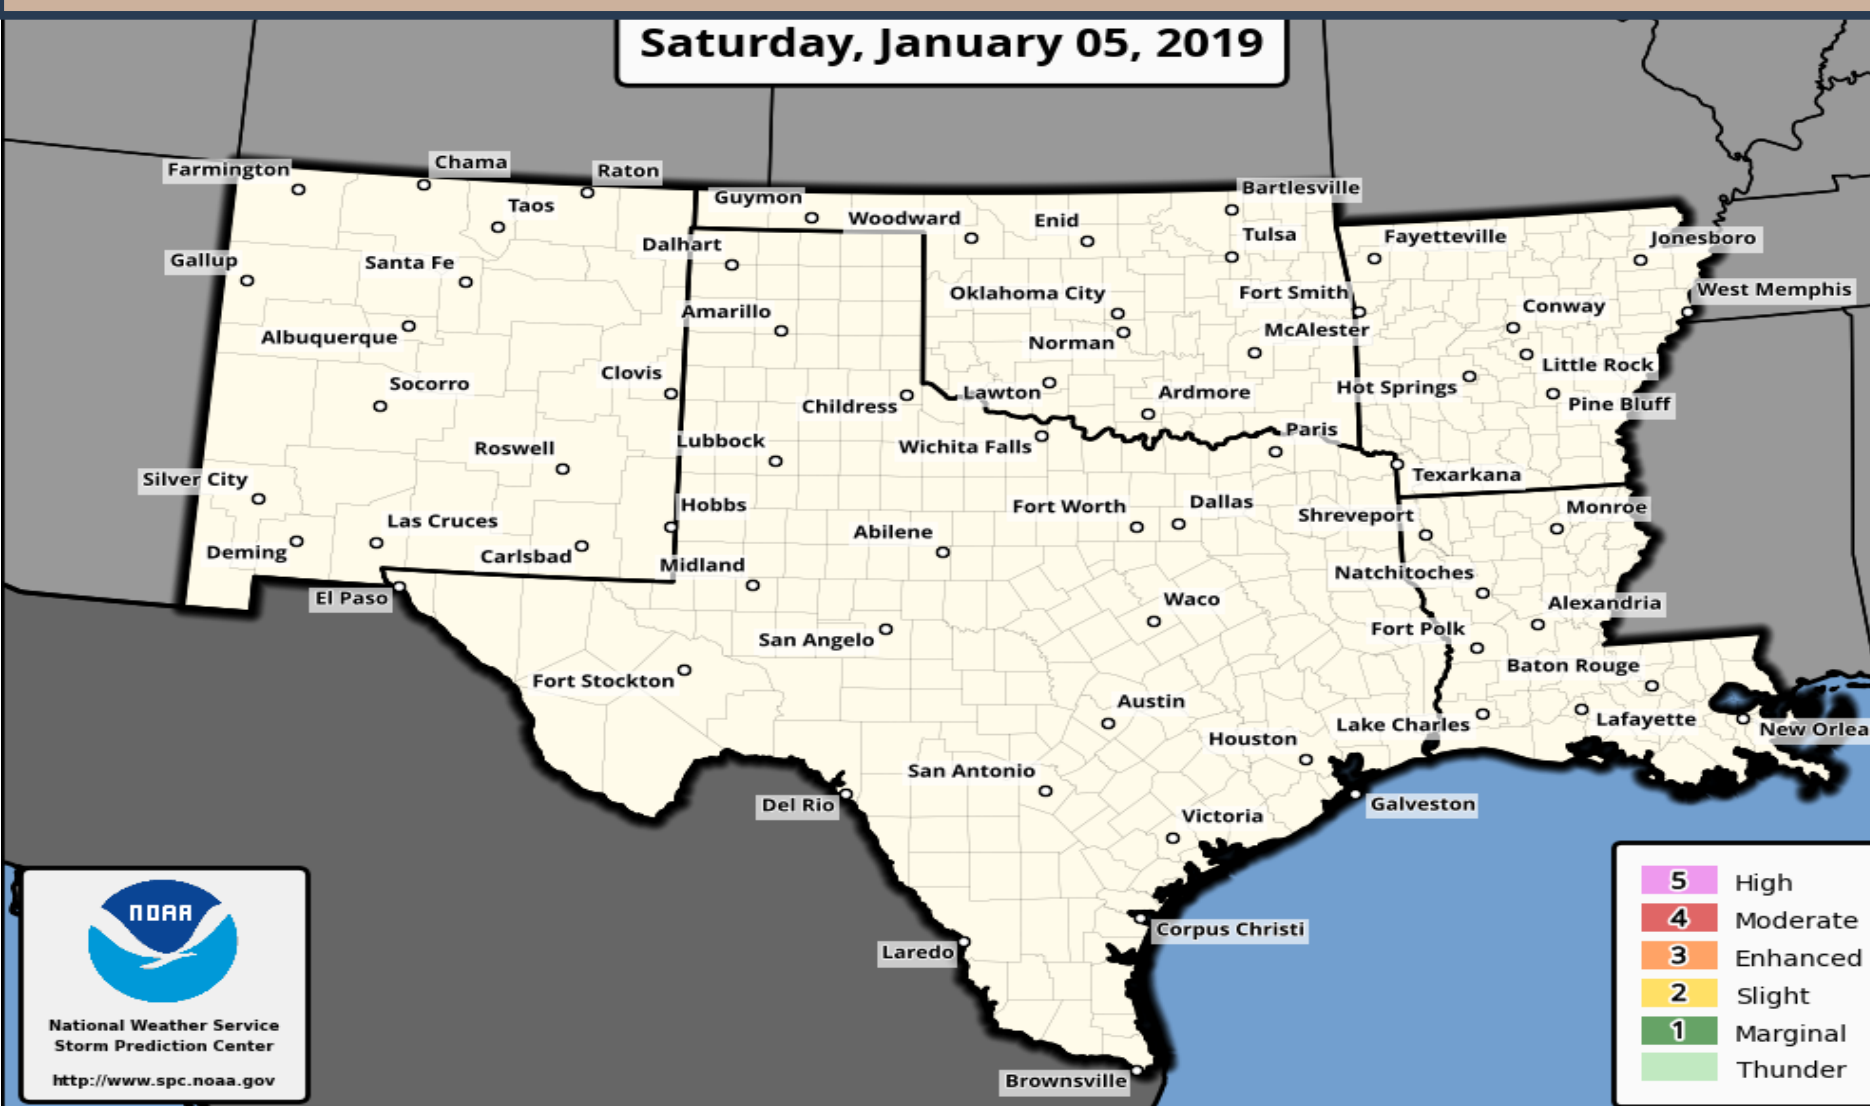 Saturday, January 05, 2019
Farmington
Chama
Raton
Taos
Guymon
Woodward
Enid
Bartlesville
Tulsa
Fayetteville
Jonesboro
Gallup
Santa Fe
Dalhart
Oklahoma City
Fort Smith
West Memphis
Albuquerque
Amarillo
Norman
McAlester
Conway
Socorro
Clovis
Childress
Lawton
Ardmore
Hot Springs
Little Rock
Pine Bluff
Roswell
Lubbock
Wichita Falls
Paris
Texarkana
Silver City
Las Cruces
Hobbs
Abilene
Fort Worth
Dallas
Shreveport
Monroe
Deming
Carlsbad
Midland
Natchitoches
El Paso
Waco
Alexandria
San Angelo
Fort Polk
Fort Stockton
Baton Rouge
Austin
Lake Charles
Lafayette
New Orlea
Houston
San Antonio
Del Rio
Galveston
Victoria
Corpus Christi
Laredo
Brownsville
NOAA
National Weather Service
Storm Prediction Center
http://www.spc.noaa.gov
5 High
4 Moderate
3 Enhanced
2 Slight
1 Marginal
Thunder